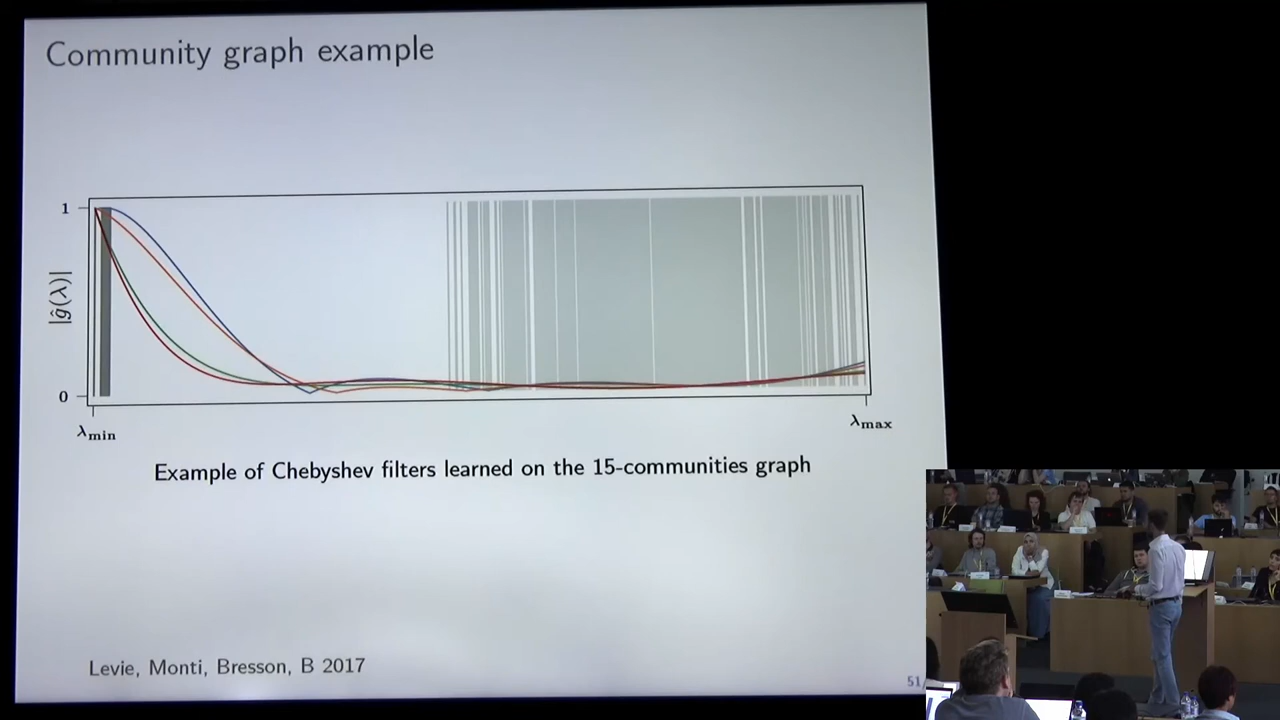 Community graph example
1
|ĝ(λ)|
0
λmin
λmax
Example of Chebyshev filters learned on the 15-communities graph
Levie, Monti, Bresson, B 2017
51/